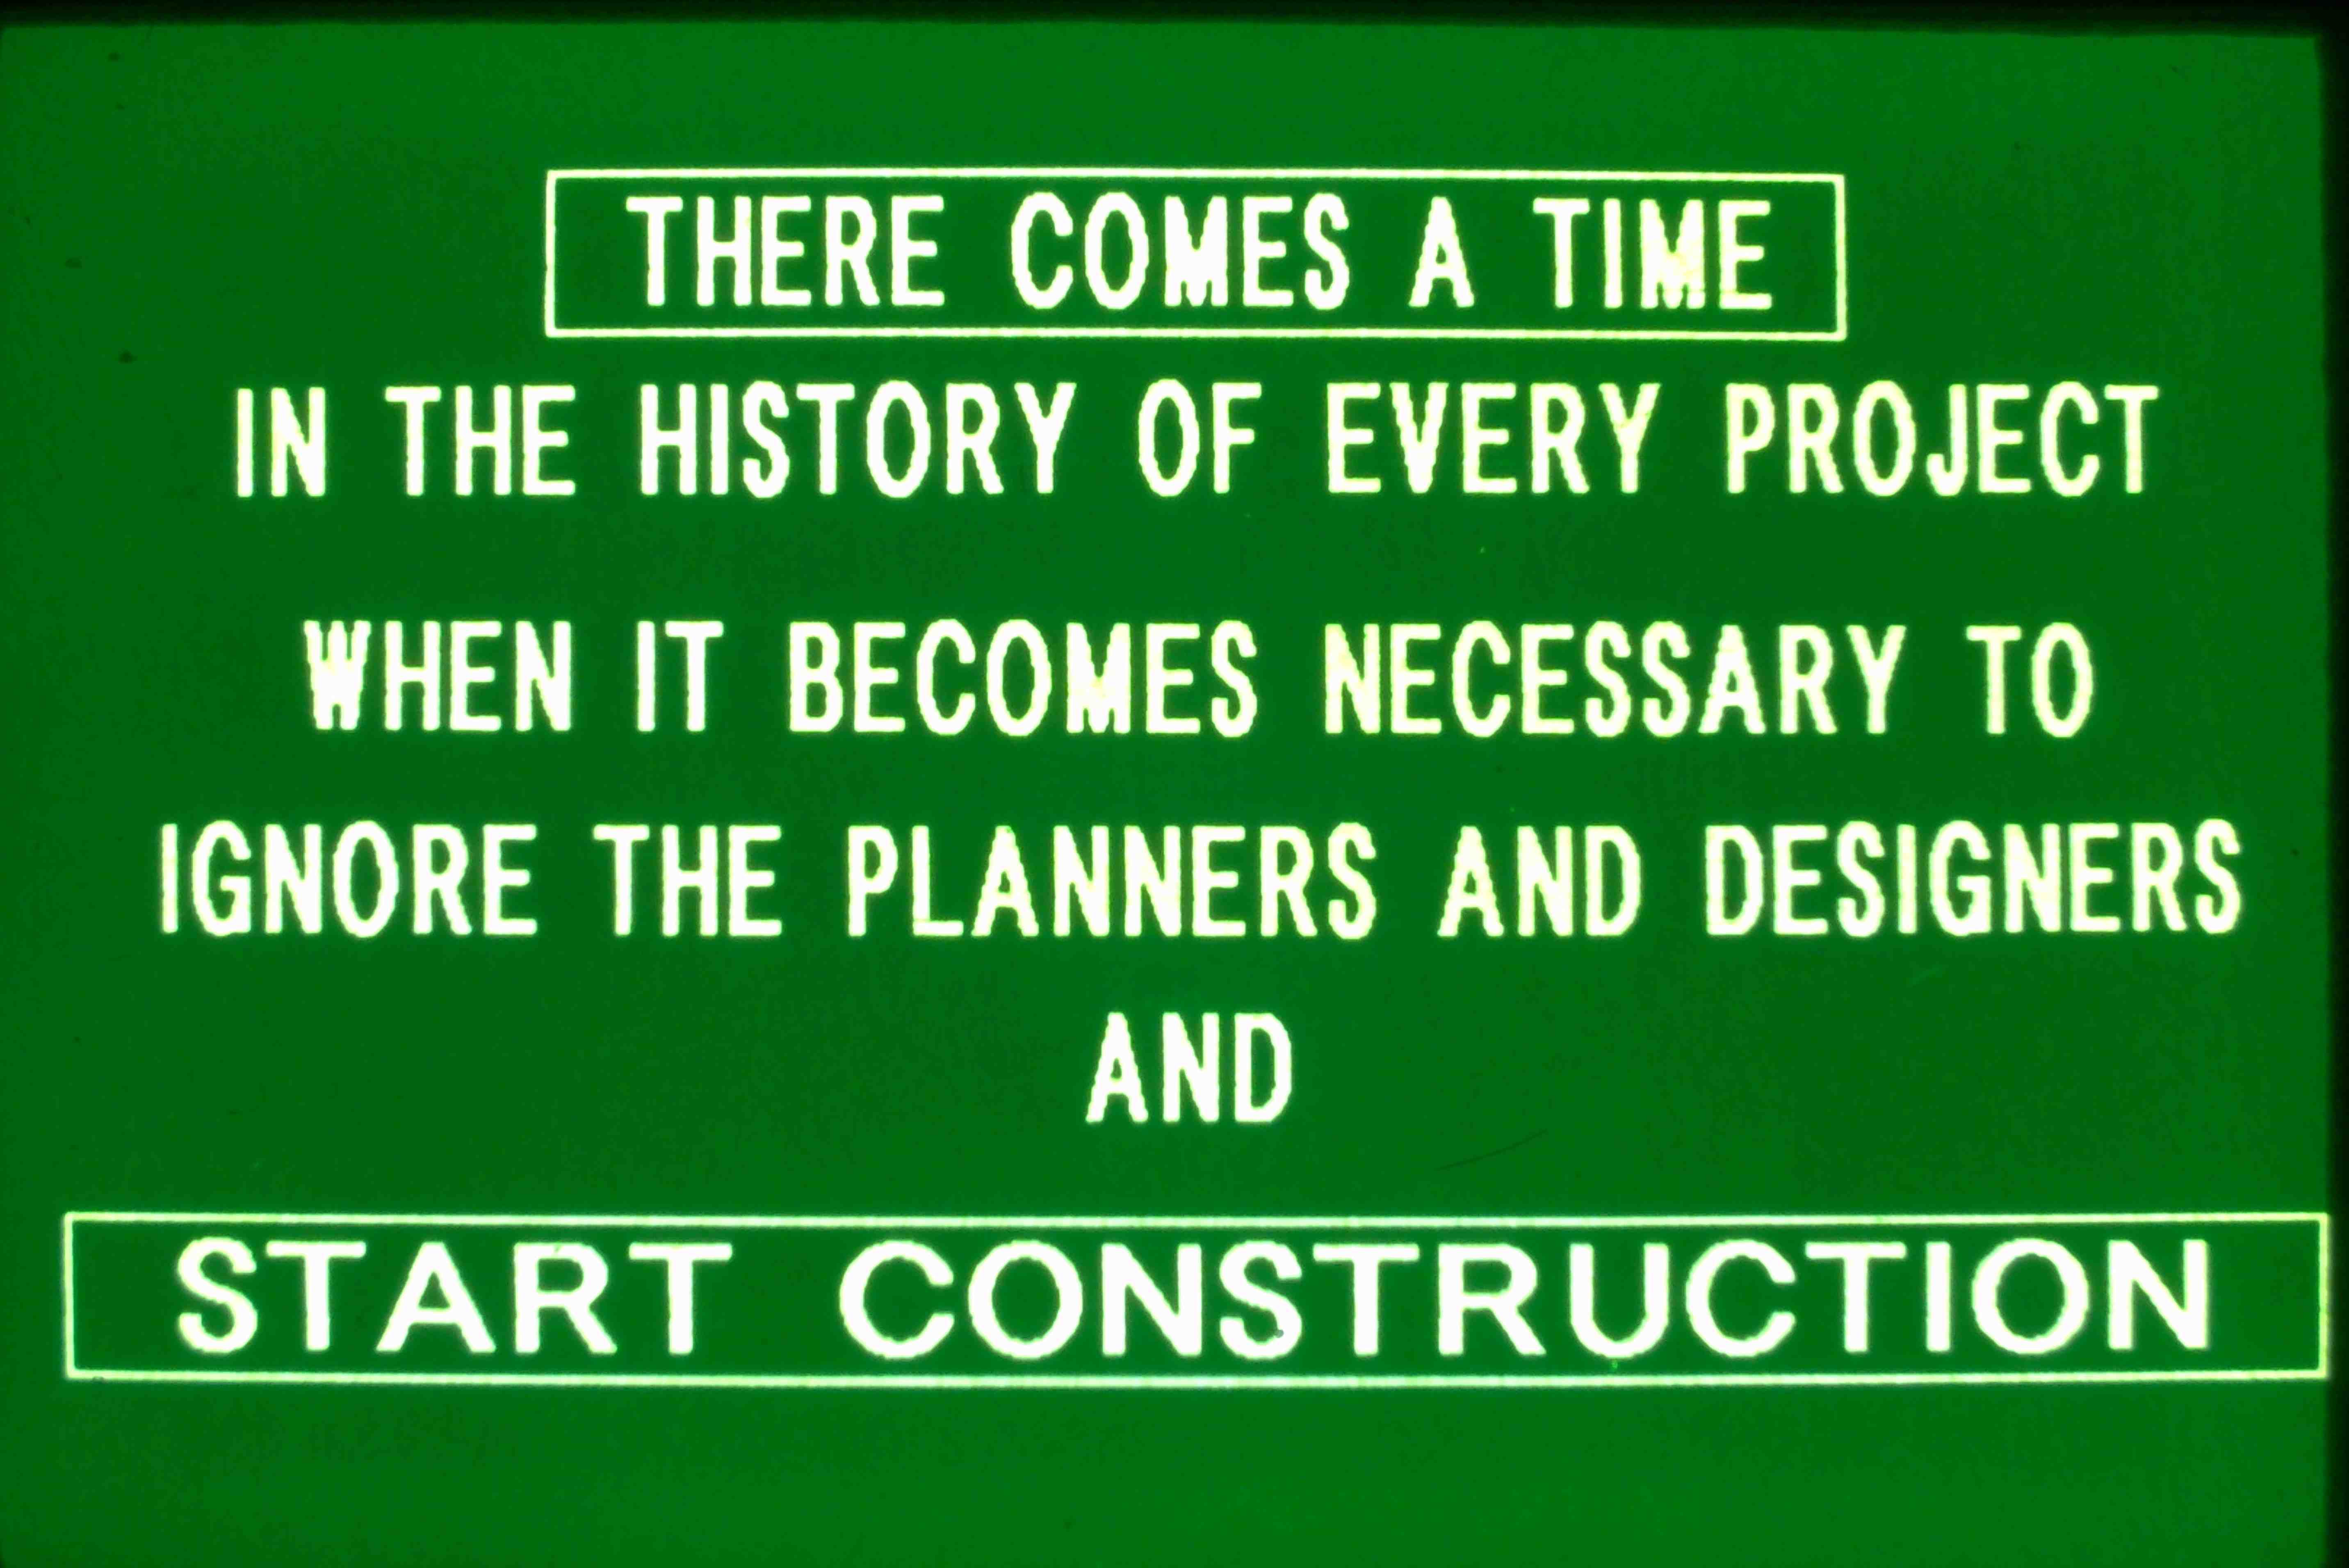 THERE COMES A TIME
IN THE HISTORY OF EVERY PROJECT
WHEN IT BECOMES NECESSARY TO
IGNORE THE PLANNERS AND DESIGNERS
AND
START CONSTRUCTION